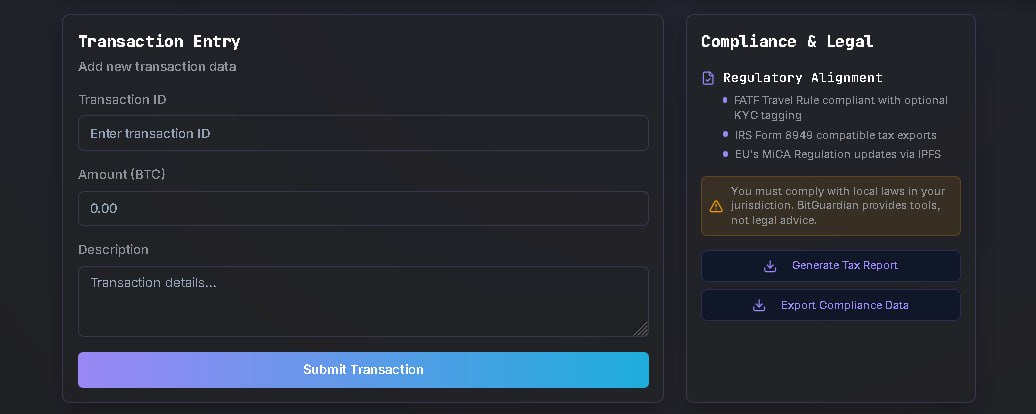 Transaction Entry
Add new transaction data
Transaction ID
Enter transaction ID
Amount (BTC)
0.00
Description
Transaction details...
Submit Transaction
Compliance & Legal
Regulatory Alignment
FATF Travel Rule compliant with optional
KYC tagging
IRS Form 8949 compatible tax exports
EU's MiCA Regulation updates via IPFS
You must comply with local laws in your
jurisdiction. BitGuardian provides tools,
not legal advice.
Generate Tax Report
Export Compliance Data